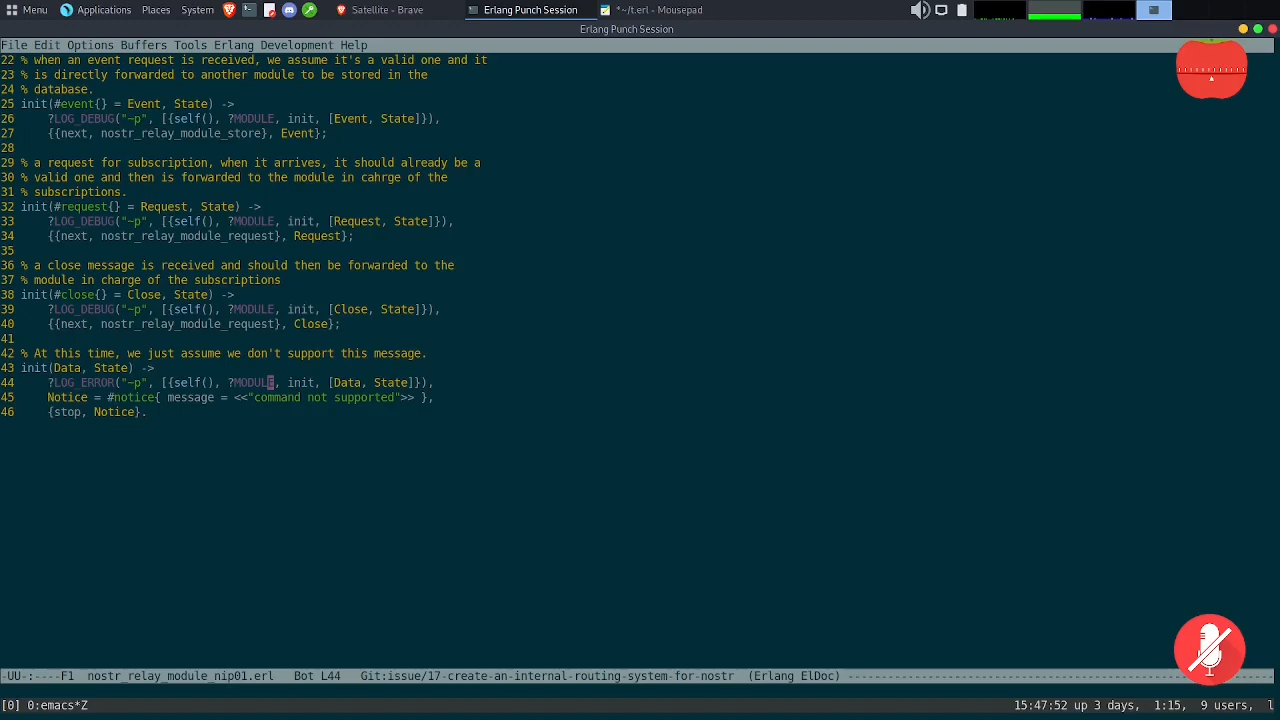 Menu Applications Places System Satellite - Brave Erlang Punch Session *~/t.erl - Mousepad
Erlang Punch Session
File Edit Options Buffers Tools Erlang Development Help
22 % when an event request is received, we assume it's a valid one and it
23 % is directly forwarded to another module to be stored in the
24 % database.
25 init(#event{} = Event, State) ->
26     ?LOG_DEBUG("~p", [{self(), ?MODULE, init, [Event, State]}),
27     {{next, nostr_relay_module_store}, Event};
28
29 % a request for subscription, when it arrives, it should already be a
30 % valid one and then is forwarded to the module in cahrge of the
31 % subscriptions.
32 init(#request{} = Request, State) ->
33     ?LOG_DEBUG("~p", [{self(), ?MODULE, init, [Request, State]}),
34     {{next, nostr_relay_module_request}, Request};
35
36 % a close message is received and should then be forwarded to the
37 % module in charge of the subscriptions
38 init(#close{} = Close, State) ->
39     ?LOG_DEBUG("~p", [{self(), ?MODULE, init, [Close, State]}),
40     {{next, nostr_relay_module_request}, Close};
41
42 % At this time, we just assume we don't support this message.
43 init(Data, State) ->
44     ?LOG_ERROR("~p", [{self(), ?MODULE, init, [Data, State]}),
45     Notice = #notice{ message = <<"command not supported">> },
46     {stop, Notice}.
-UU-:----F1  nostr_relay_module_nip01.erl   Bot L44   Git:issue/17-create-an-internal-routing-system-for-nostr  (Erlang ElDoc)
[0] 0:emacs*Z 15:47:52 up 3 days,  1:15,  9 users,  l